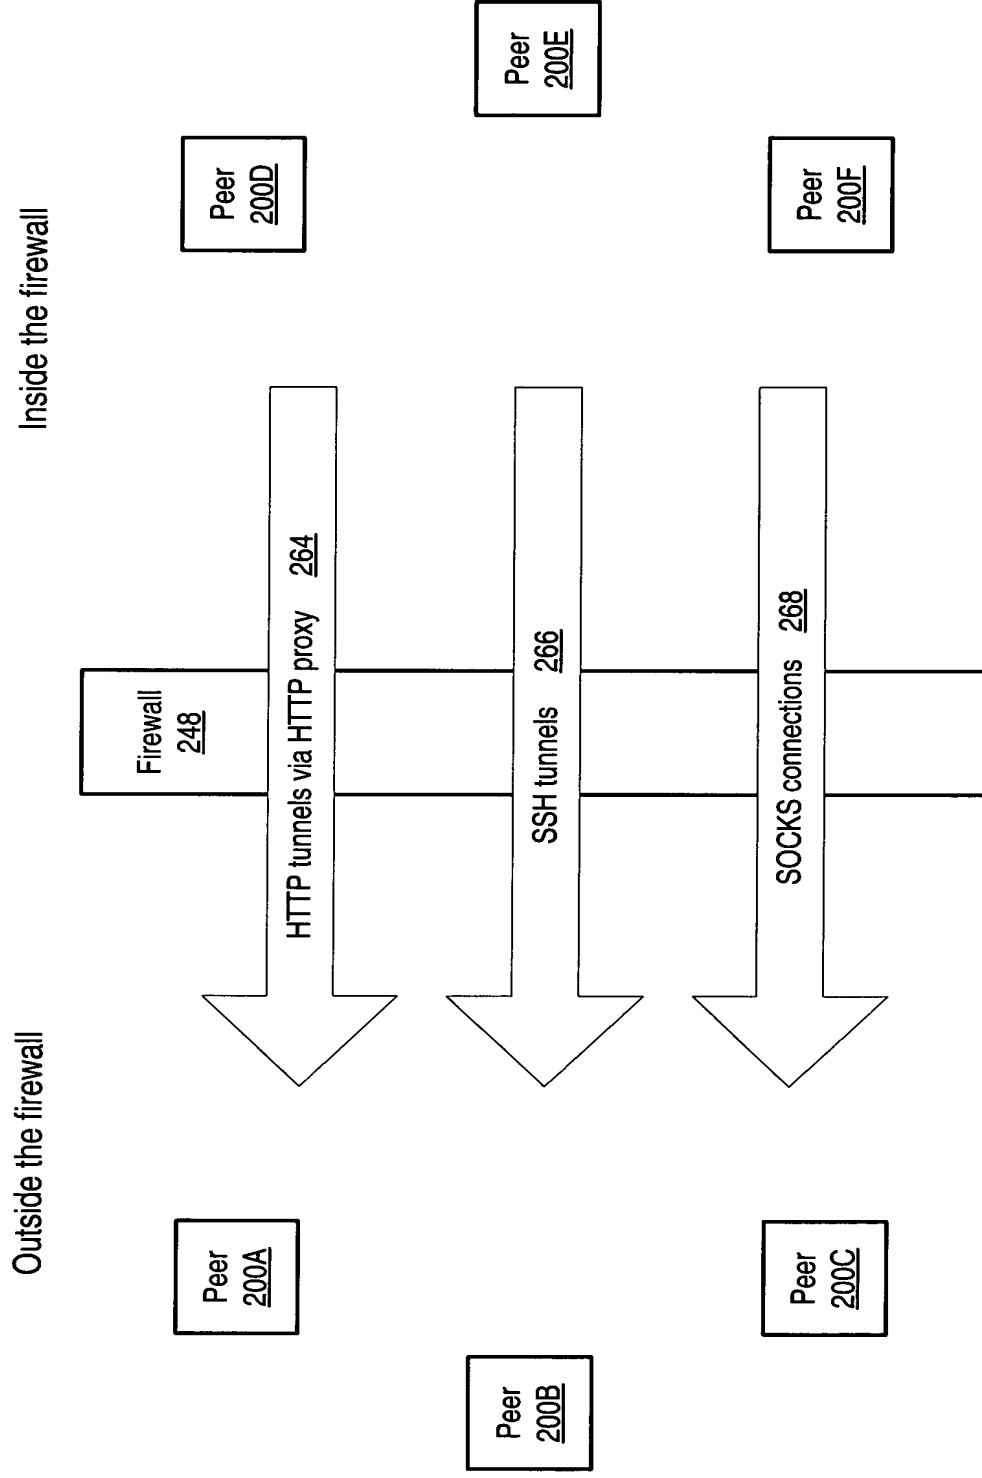 Outside the firewall
Inside the firewall
Firewall
248
Peer
200A
HTTP tunnels via HTTP proxy 264
Peer
200D
Peer
200B
SSH tunnels 266
Peer
200E
Peer
200C
SOCKS connections 268
Peer
200F